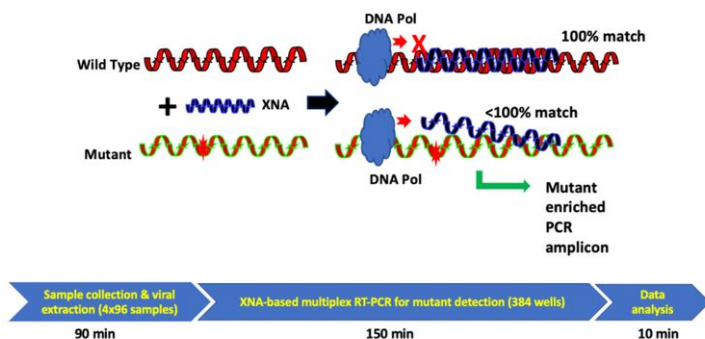 DNA Pol
X
100% match
Wild Type
+
XNA
<100% match
Mutant
DNA Pol
Mutant
enriched
PCR
amplicon
Sample collection & viral
extraction (4x96 samples)
XNA-based multiplex RT-PCR for mutant detection (384 wells)
Data
analysis
90 min
150 min
10 min